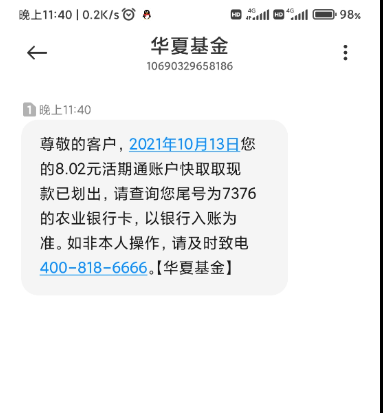 晚上11:40 | 0.2K/s HD 4G HD 4G 98%
华夏基金
10690329658186
1 晚上11:40
尊敬的客户，2021年10月13日您
的8.02元活期通账户快取取现
款已划出，请查询您尾号为7376
的农业银行卡，以银行入账为
准。如非本人操作，请及时致电
400-818-6666。【华夏基金】